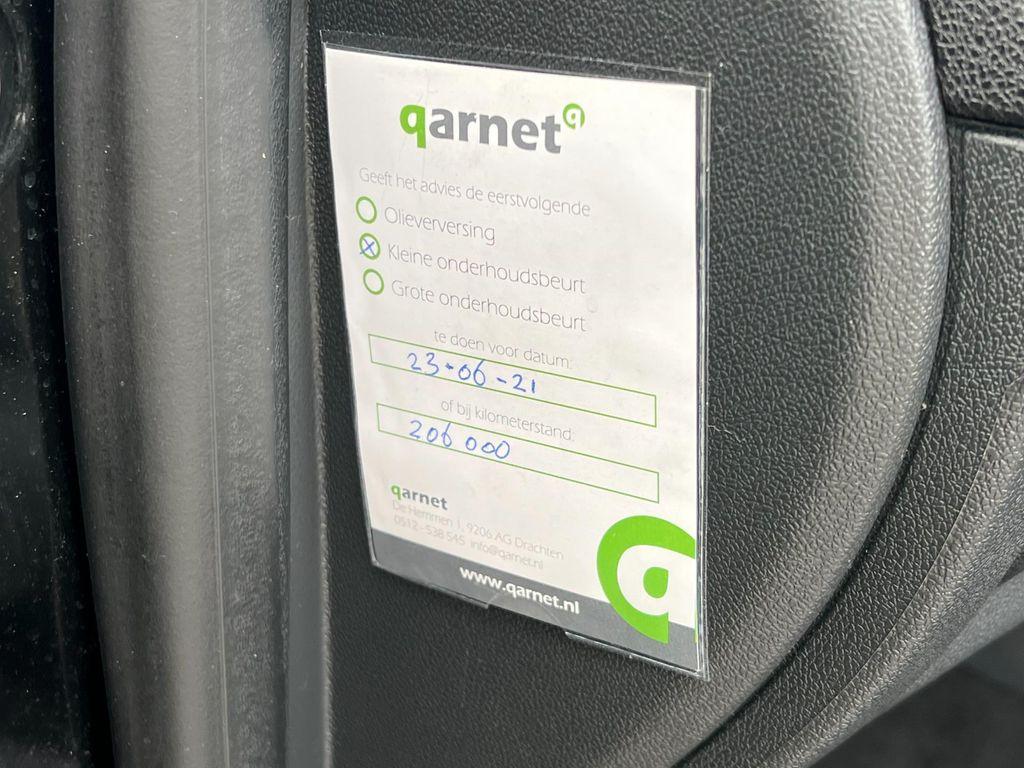 qarnet
Geeft het advies de eerstvolgende
Olieverversing
Kleine onderhoudsbeurt
Grote onderhoudsbeurt
te doen voor datum:
23-06-21
of bij kilometerstand:
206 000
qarnet
De Hemmen 1, 9206 AG Drachten
0512 - 538 545 info@qarnet.nl
www.qarnet.nl